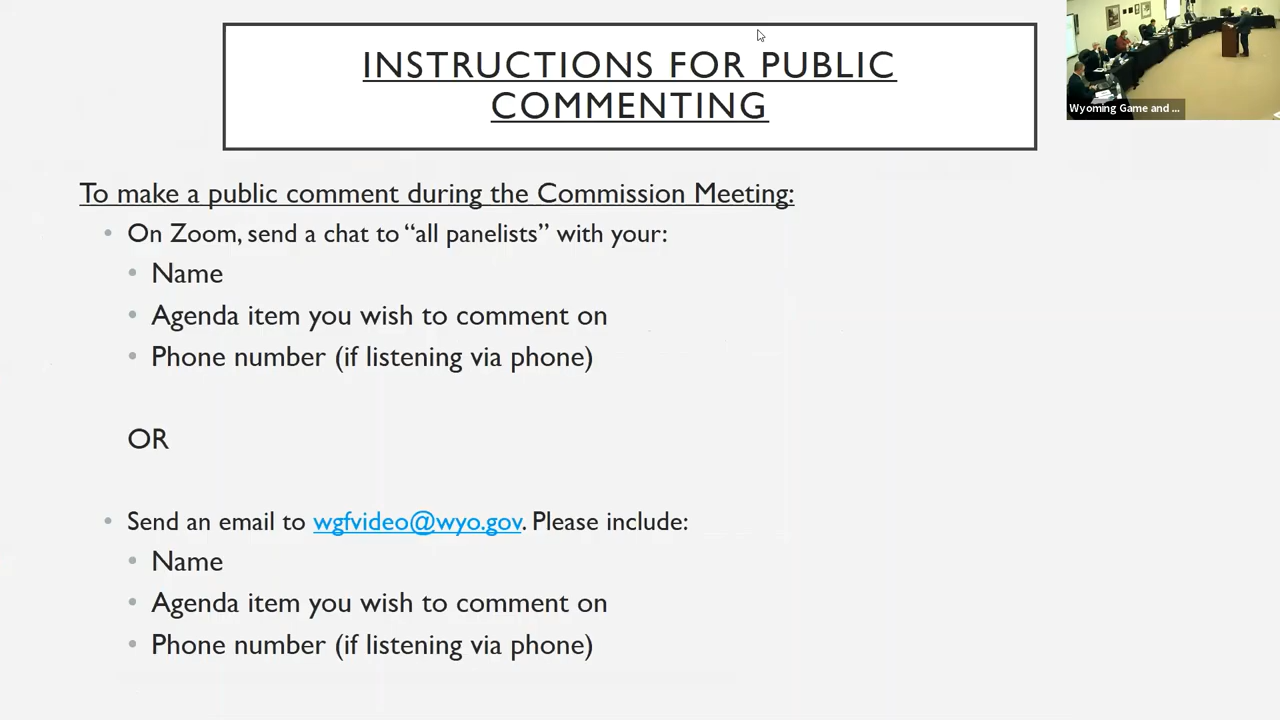 INSTRUCTIONS FOR PUBLIC
COMMENTING
Wyoming Game and ...
To make a public comment during the Commission Meeting:
• On Zoom, send a chat to “all panelists” with your:
• Name
• Agenda item you wish to comment on
• Phone number (if listening via phone)
OR
• Send an email to wgfvideo@wyo.gov. Please include:
• Name
• Agenda item you wish to comment on
• Phone number (if listening via phone)